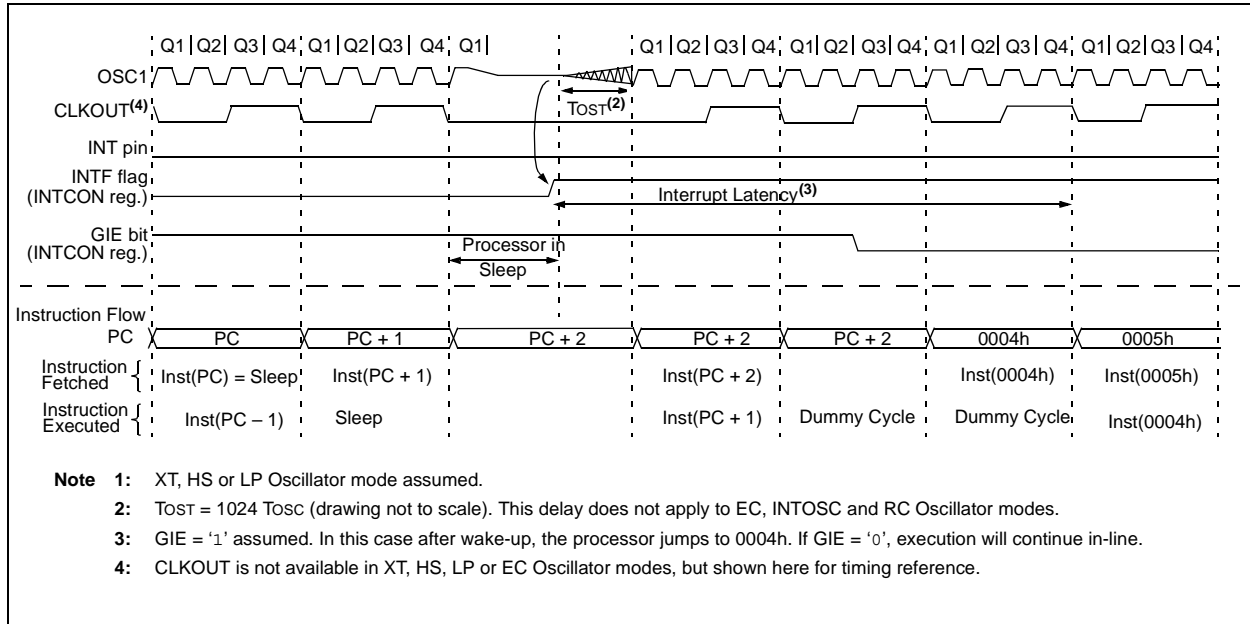 Q1 Q2 Q3 Q4 Q1 Q2 Q3 Q4 Q1 Q1 Q2 Q3 Q4 Q1 Q2 Q3 Q4 Q1 Q2 Q3 Q4 Q1 Q2 Q3 Q4
OSC1
CLKOUT(4) TOST(2)
INT pin
INTF flag
(INTCON reg.) Interrupt Latency(3)
GIE bit
(INTCON reg.) Processor in
Sleep
Instruction Flow
PC PC PC + 1 PC + 2 PC + 2 PC + 2 0004h 0005h
Instruction
Fetched { Inst(PC) = Sleep Inst(PC + 1) Inst(PC + 2) Inst(0004h) Inst(0005h)
Instruction
Executed { Inst(PC – 1) Sleep Inst(PC + 1) Dummy Cycle Dummy Cycle Inst(0004h)
Note 1: XT, HS or LP Oscillator mode assumed.
2: TOST = 1024 TOSC (drawing not to scale). This delay does not apply to EC, INTOSC and RC Oscillator modes.
3: GIE = ‘1’ assumed. In this case after wake-up, the processor jumps to 0004h. If GIE = ‘0’, execution will continue in-line.
4: CLKOUT is not available in XT, HS, LP or EC Oscillator modes, but shown here for timing reference.